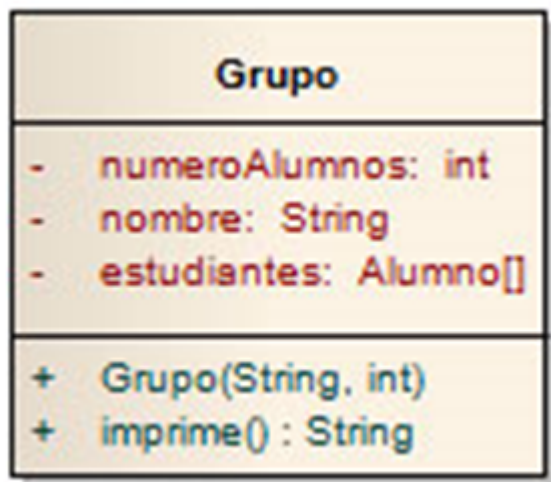 Grupo
- numeroAlumnos: int
- nombre: String
- estudiantes: Alumno[]
+ Grupo(String, int)
+ imprime() : String